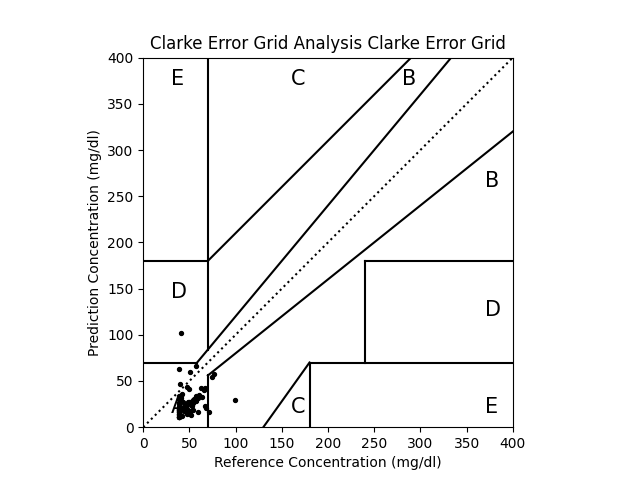 Clarke Error Grid Analysis Clarke Error Grid
400
350
300
250
200
150
100
50
0
Prediction Concentration (mg/dl)
E
C
B
B
D
D
A
C
E
0
50
100
150
200
250
300
350
400
Reference Concentration (mg/dl)